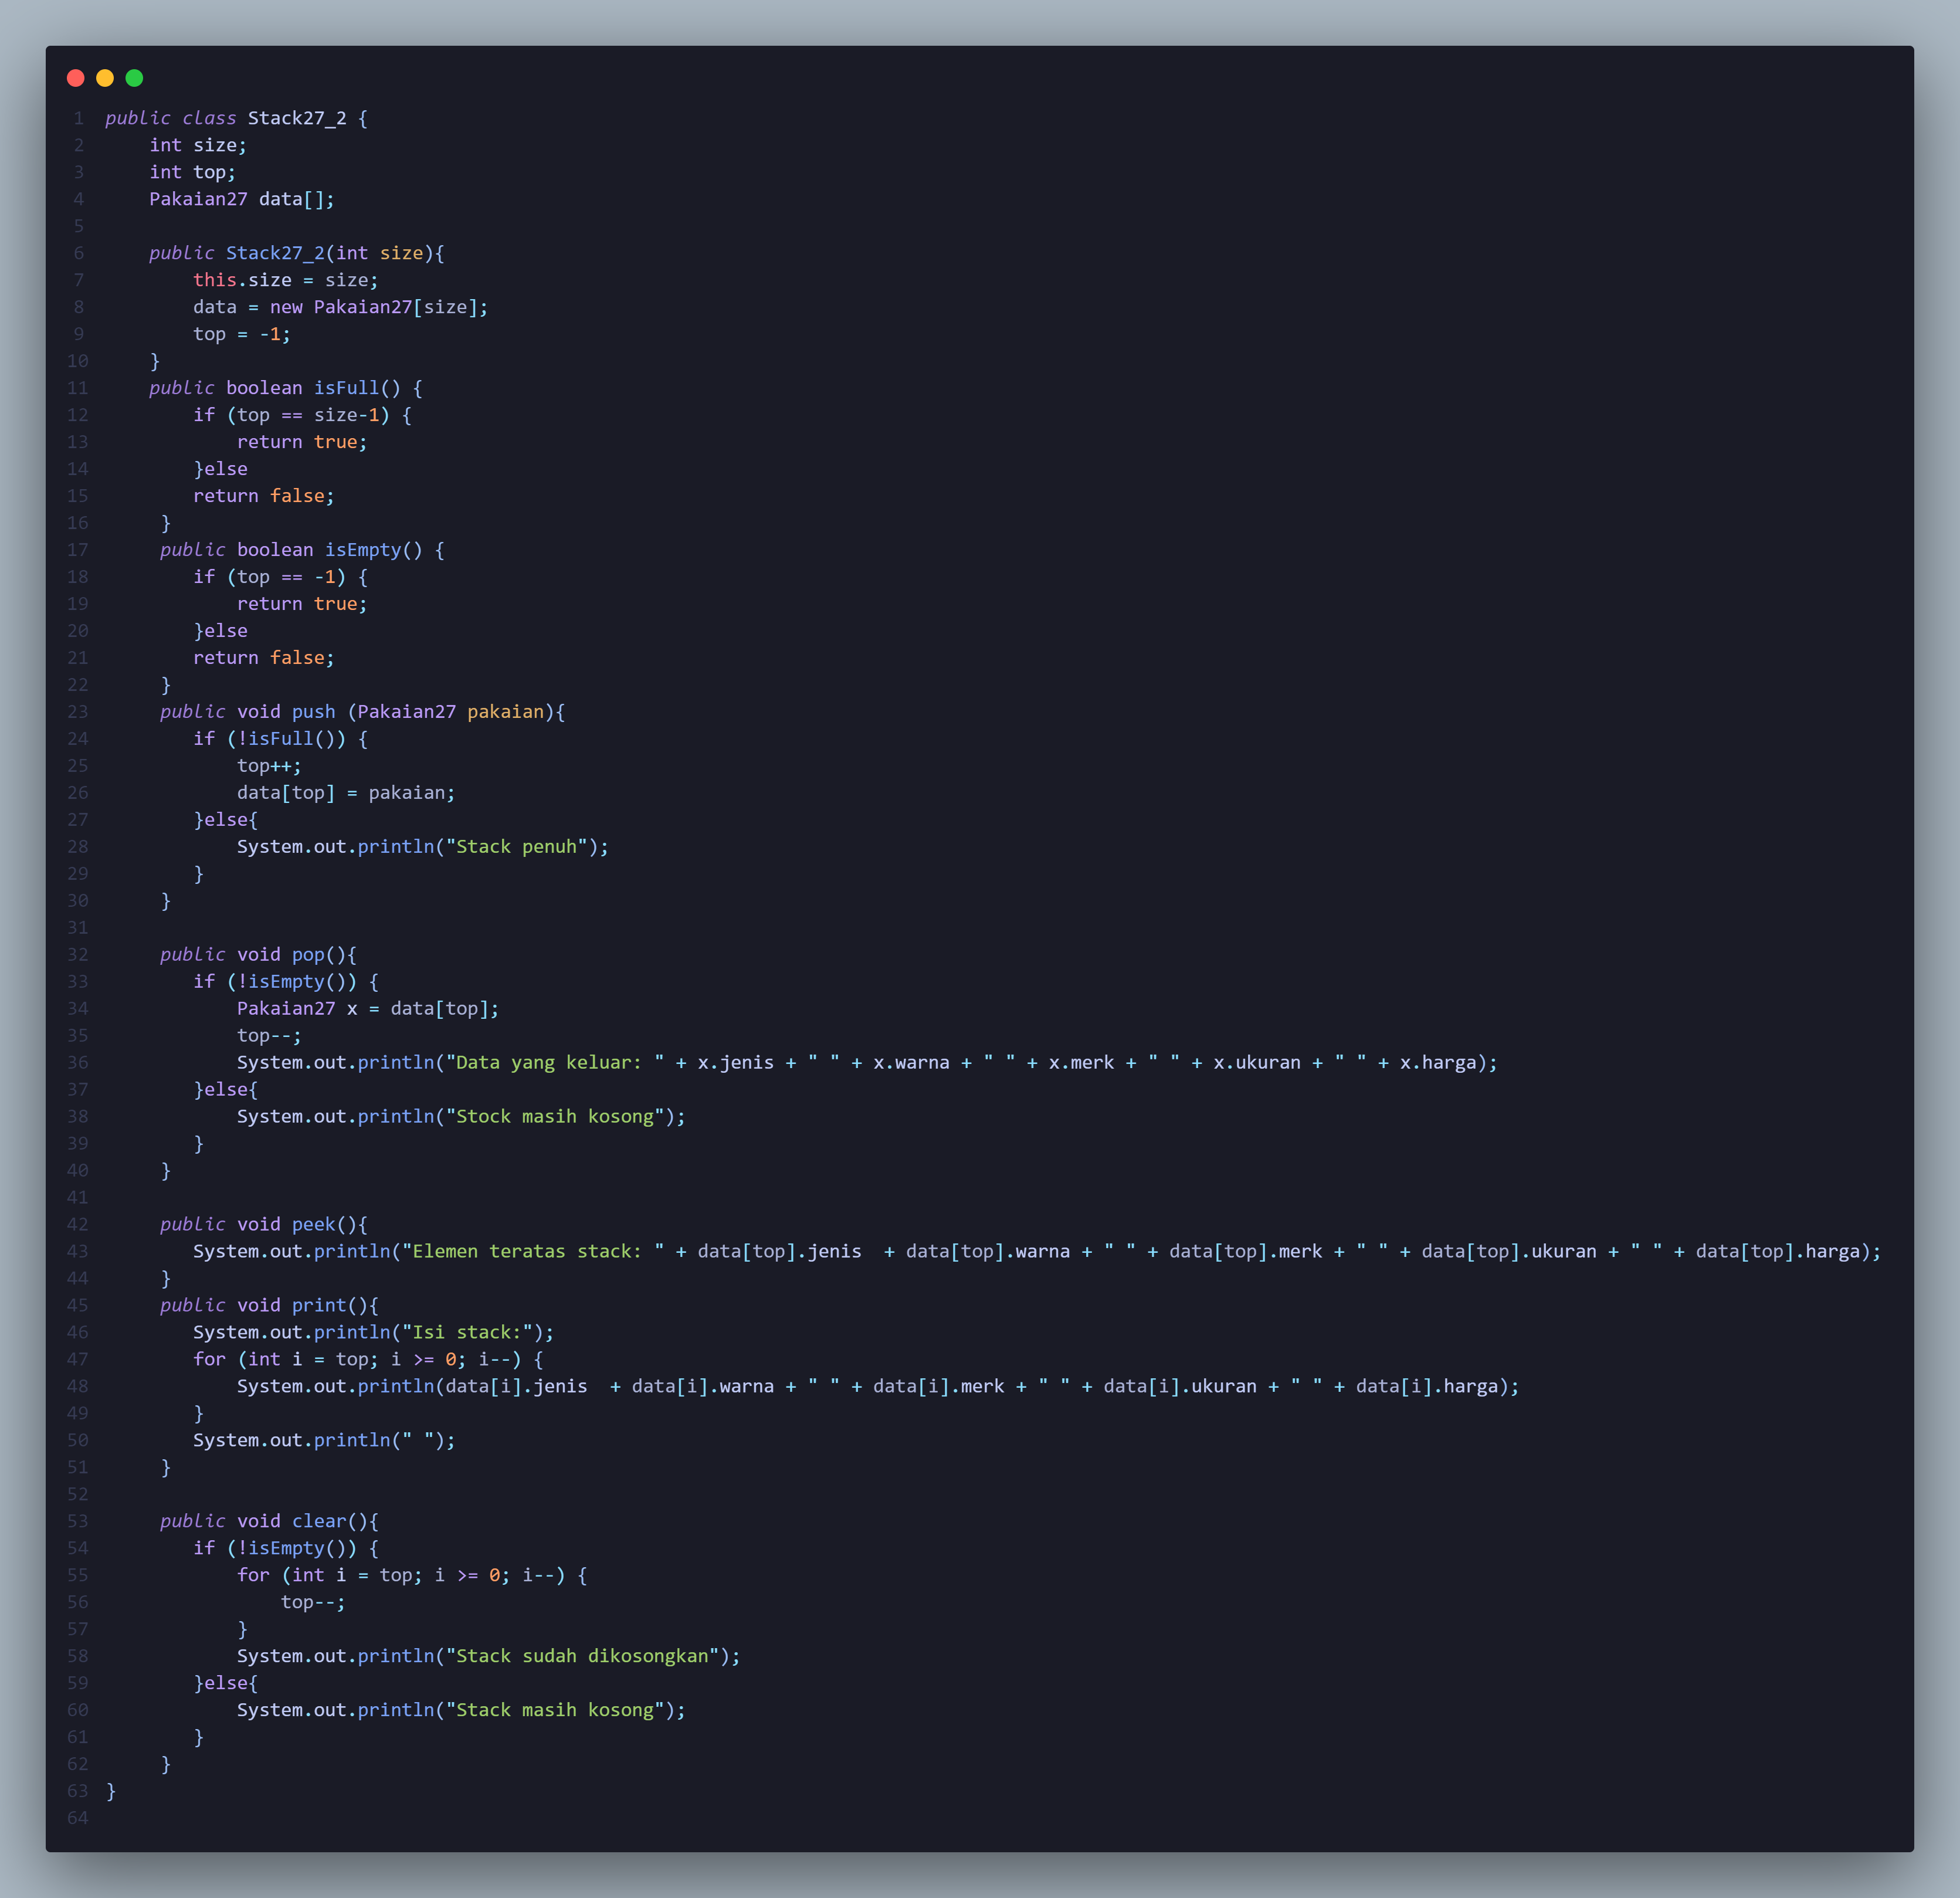 1 public class Stack27_2 {
2     int size;
3     int top;
4     Pakaian27 data[];
5
6     public Stack27_2(int size){
7         this.size = size;
8         data = new Pakaian27[size];
9         top = -1;
10     }
11     public boolean isFull() {
12         if (top == size-1) {
13             return true;
14         }else
15         return false;
16      }
17      public boolean isEmpty() {
18         if (top == -1) {
19             return true;
20         }else
21         return false;
22      }
23      public void push (Pakaian27 pakaian){
24         if (!isFull()) {
25             top++;
26             data[top] = pakaian;
27         }else{
28             System.out.println("Stack penuh");
29         }
30      }
31
32      public void pop(){
33         if (!isEmpty()) {
34             Pakaian27 x = data[top];
35             top--;
36             System.out.println("Data yang keluar: " + x.jenis + " " + x.warna + " " + x.merk + " " + x.ukuran + " " + x.harga);
37         }else{
38             System.out.println("Stock masih kosong");
39         }
40      }
41
42      public void peek(){
43         System.out.println("Elemen teratas stack: " + data[top].jenis  + data[top].warna + " " + data[top].merk + " " + data[top].ukuran + " " + data[top].harga);
44      }
45      public void print(){
46         System.out.println("Isi stack:");
47         for (int i = top; i >= 0; i--) {
48             System.out.println(data[i].jenis  + data[i].warna + " " + data[i].merk + " " + data[i].ukuran + " " + data[i].harga);
49         }
50         System.out.println(" ");
51      }
52
53      public void clear(){
54         if (!isEmpty()) {
55             for (int i = top; i >= 0; i--) {
56                 top--;
57             }
58             System.out.println("Stack sudah dikosongkan");
59         }else{
60             System.out.println("Stack masih kosong");
61         }
62      }
63 }
64